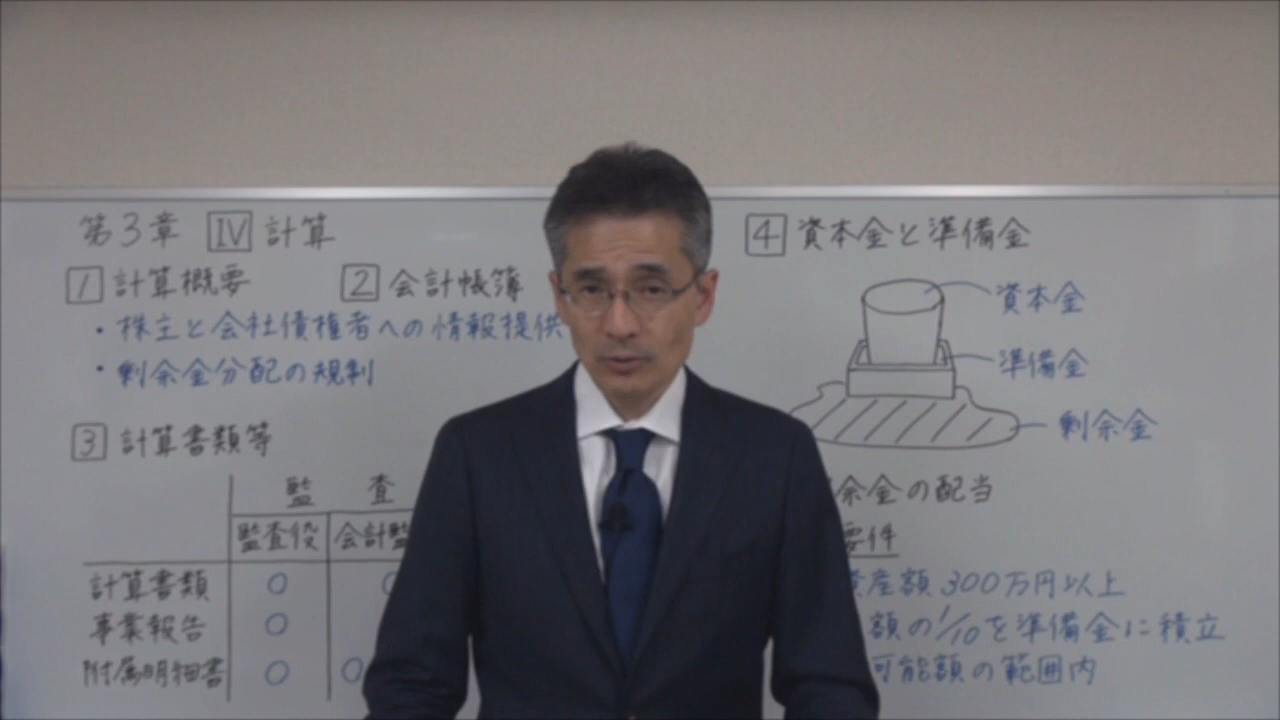 第3章 Ⅳ 計算
1 計算概要
・株主と会社債権者への情報提供
・剰余金分配の規制
2 会計帳簿
3 計算書類等
監 査
監査役 会計監
計算書類 ○ ○
事業報告 ○
附属明細書 ○ ○
4 資本金と準備金
資本金
準備金
剰余金
余金の配当
要件
資産額300万円以上
額の1/10を準備金に積立
可能額の範囲内